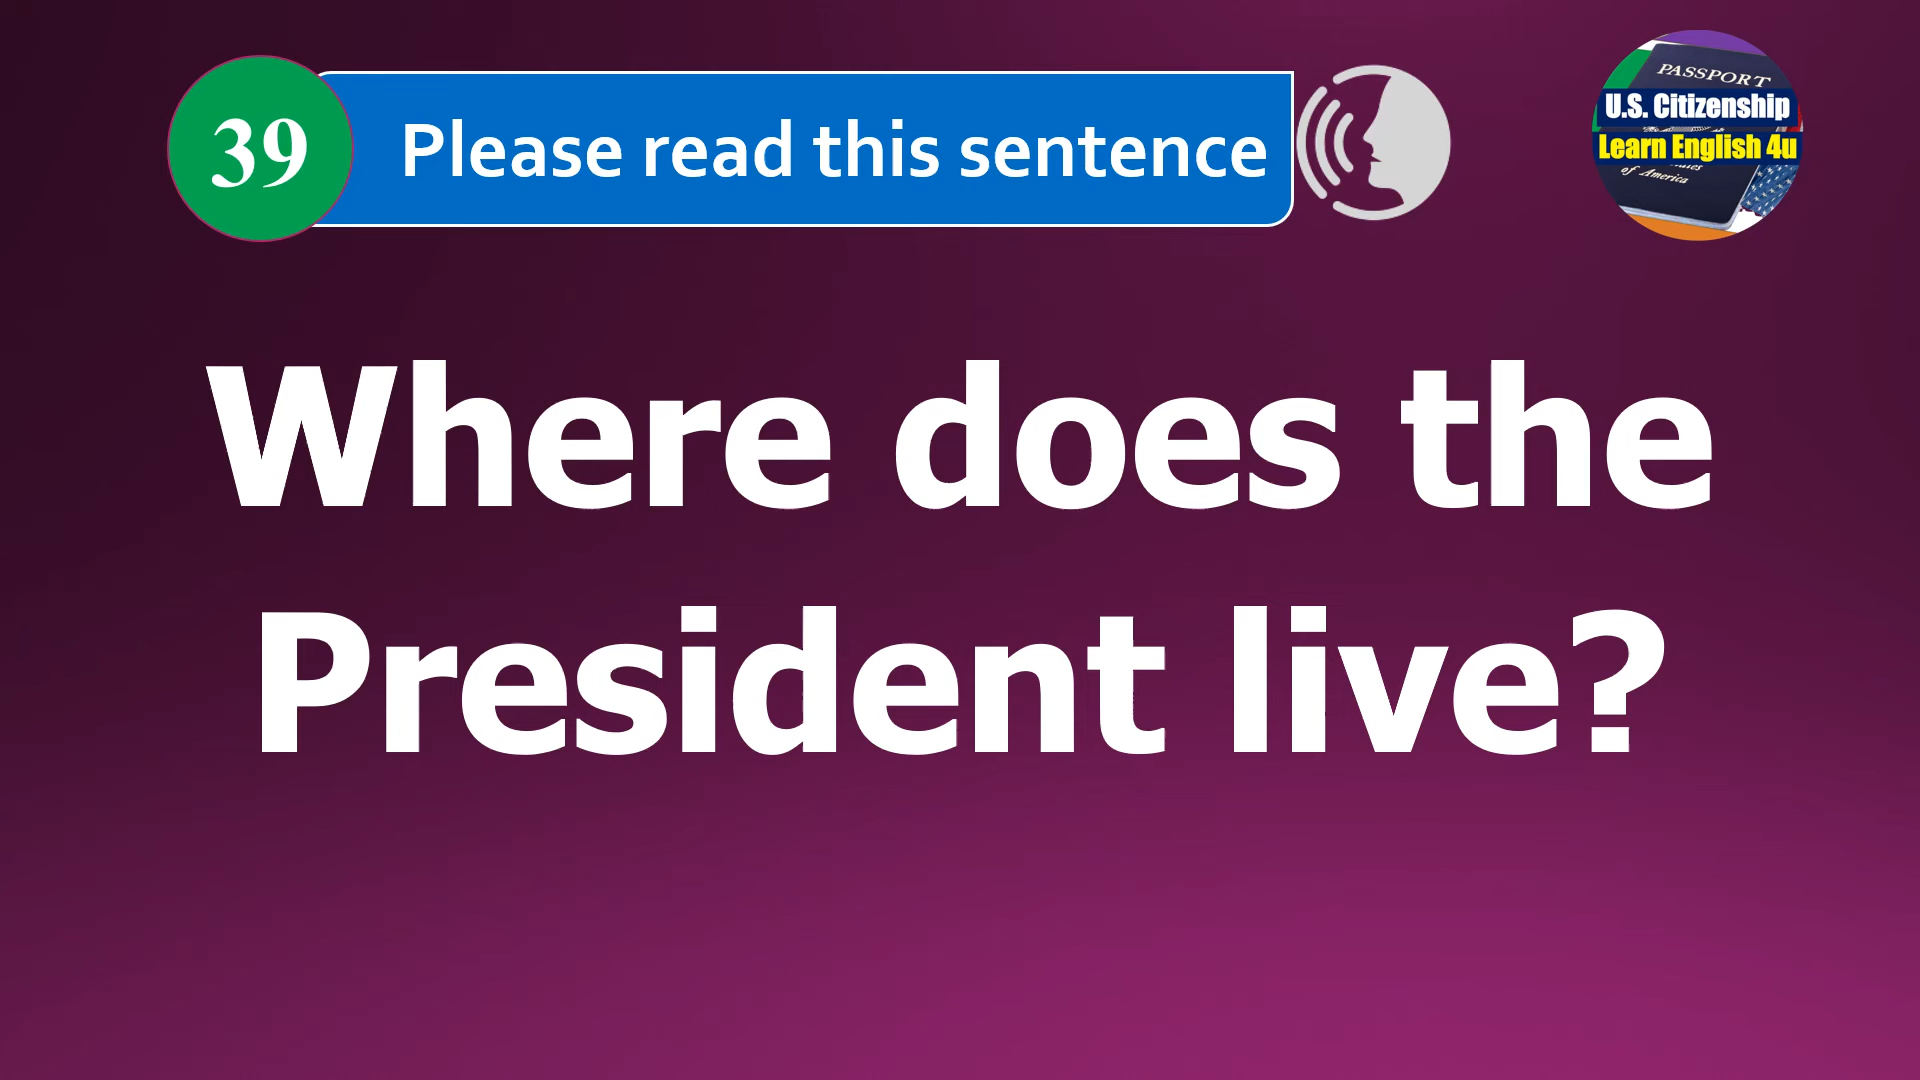 39
Please read this sentence
PASSPORT
U.S. Citizenship
Learn English 4u
of America
Where does the
President live?